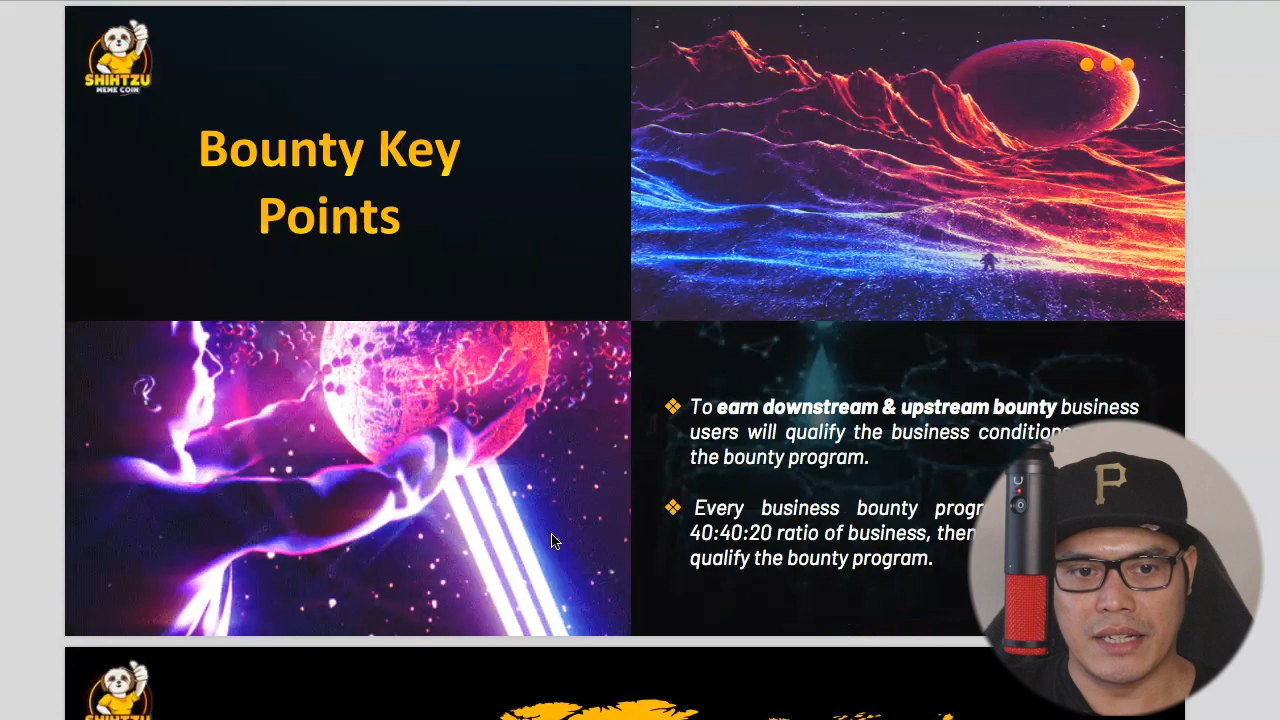 SHIHTZU
MEME COIN
Bounty Key
Points
To earn downstream & upstream bounty business
users will qualify the business
the bounty program.
Every business bounty
40:40:20 ratio of business, then
qualify the bounty program.
P
SHIHTZU